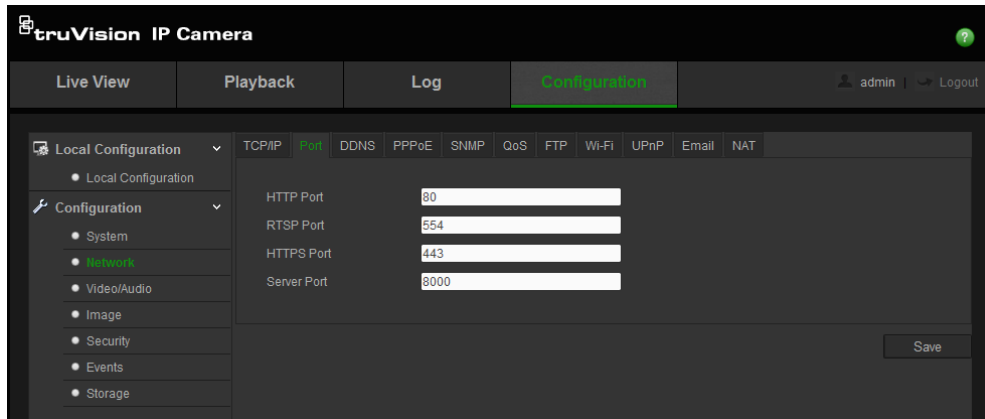 truVision IP Camera
?
Live View Playback Log Configuration admin | Logout
Local Configuration
Local Configuration
Configuration
System
Network
Video/Audio
Image
Security
Events
Storage
TCP/IP Port DDNS PPPoE SNMP QoS FTP Wi-Fi UPnP Email NAT
HTTP Port 80
RTSP Port 554
HTTPS Port 443
Server Port 8000
Save